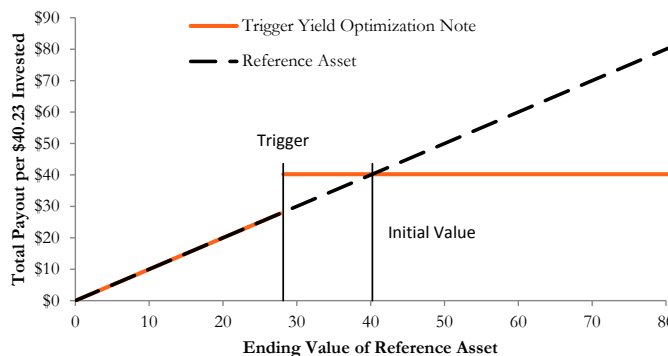 $90
$80
$70
$60
$50
$40
$30
$20
$10
$0
Total Payout per $40.23 Invested
Trigger Yield Optimization Note
Reference Asset
Trigger
Initial Value
0 10 20 30 40 50 60 70 80
Ending Value of Reference Asset